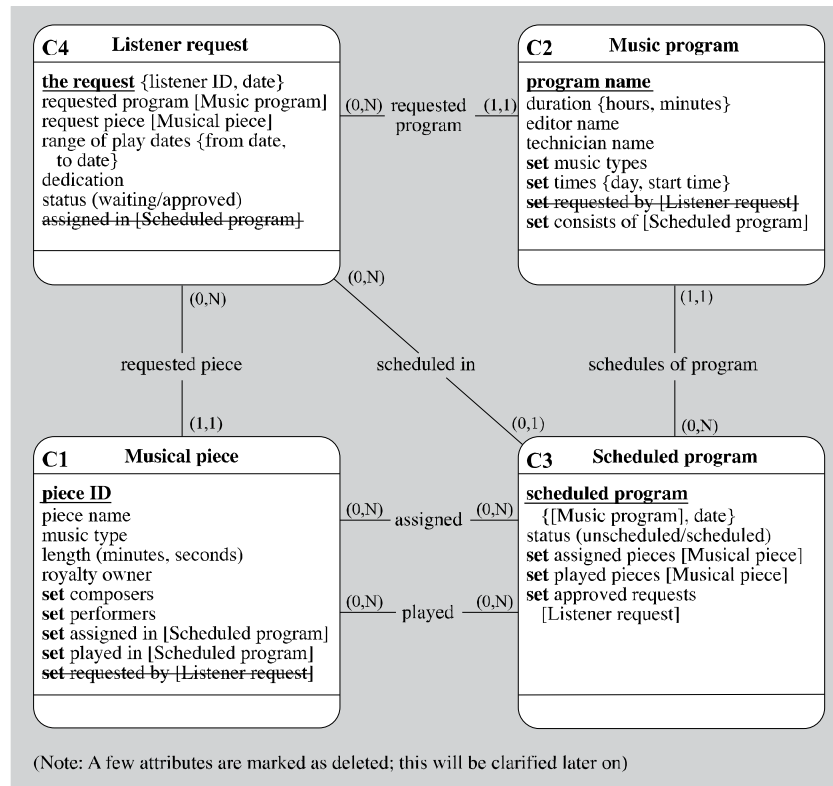 C4 Listener request
the request {listener ID, date}
requested program [Music program]
request piece [Musical piece]
range of play dates {from date,
to date}
dedication
status (waiting/approved)
assigned in [Scheduled program]
(0,N) requested program (1,1)
C2 Music program
program name
duration {hours, minutes}
editor name
technician name
set music types
set times {day, start time}
set requested by [Listener request]
set consists of [Scheduled program]
(0,N)
requested piece
(1,1)
(0,N)
scheduled in
(0,1)
(1,1)
schedules of program
(0,N)
C1 Musical piece
piece ID
piece name
music type
length (minutes, seconds)
royalty owner
set composers
set performers
set assigned in [Scheduled program]
set played in [Scheduled program]
set requested by [Listener request]
(0,N) assigned (0,N)
(0,N) played (0,N)
C3 Scheduled program
scheduled program
{[Music program], date}
status (unscheduled/scheduled)
set assigned pieces [Musical piece]
set played pieces [Musical piece]
set approved requests
[Listener request]
(Note: A few attributes are marked as deleted; this will be clarified later on)